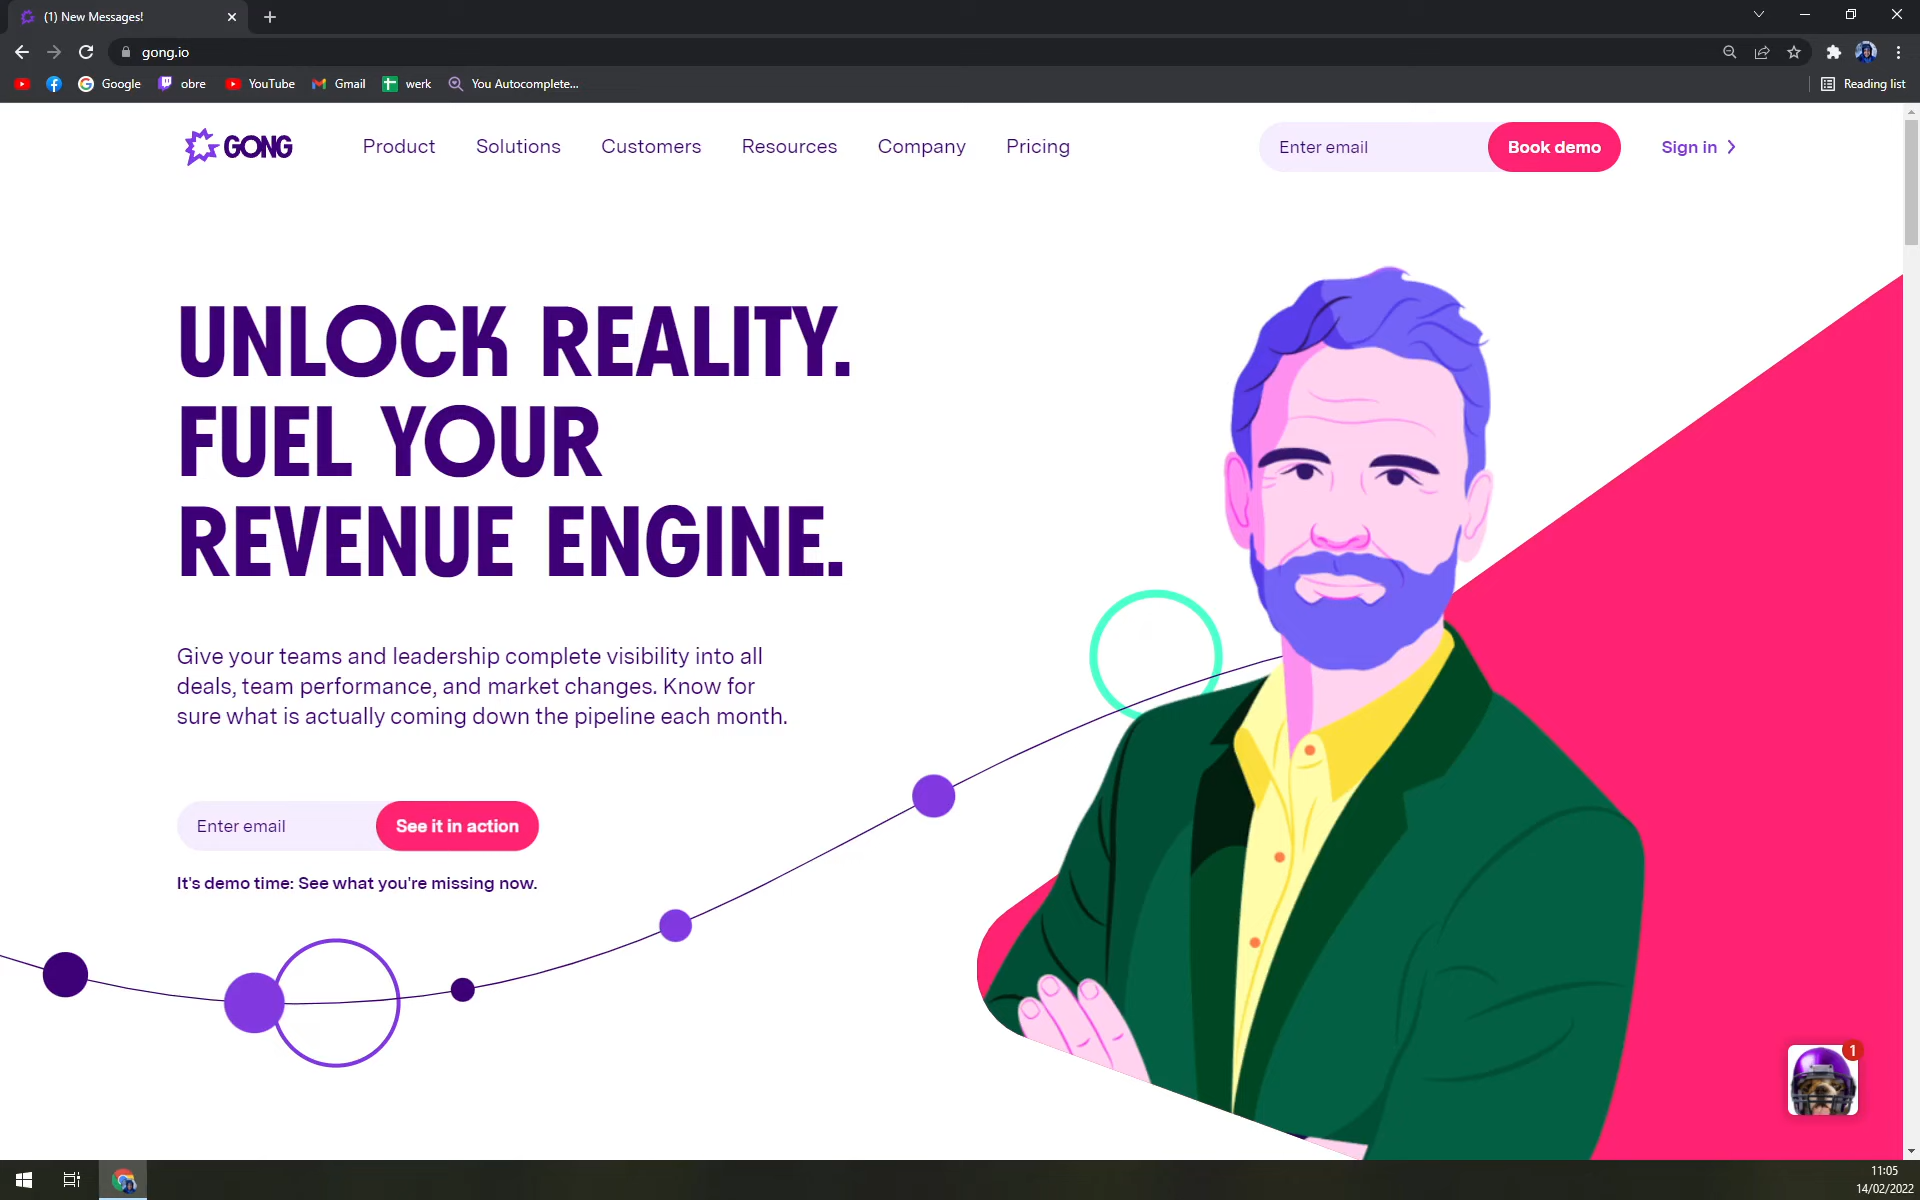 (1) New Messages!
gong.io
Google
obre
YouTube
Gmail
werk
You Autocomplete...
Reading list
GONG
Product
Solutions
Customers
Resources
Company
Pricing
Enter email
Book demo
Sign in
UNLOCK REALITY.
FUEL YOUR
REVENUE ENGINE.
Give your teams and leadership complete visibility into all
deals, team performance, and market changes. Know for
sure what is actually coming down the pipeline each month.
Enter email
See it in action
It's demo time: See what you're missing now.
1
11:05
14/02/2022